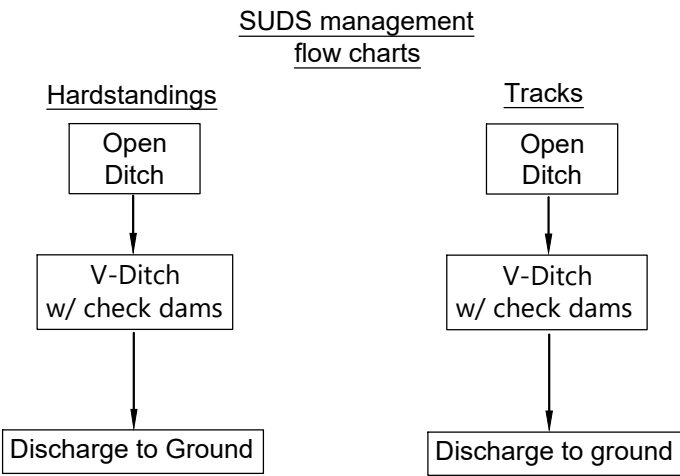 SUDS management
flow charts
Hardstandings
Open
Ditch
V-Ditch
w/ check dams
Discharge to Ground
Tracks
Open
Ditch
V-Ditch
w/ check dams
Discharge to ground